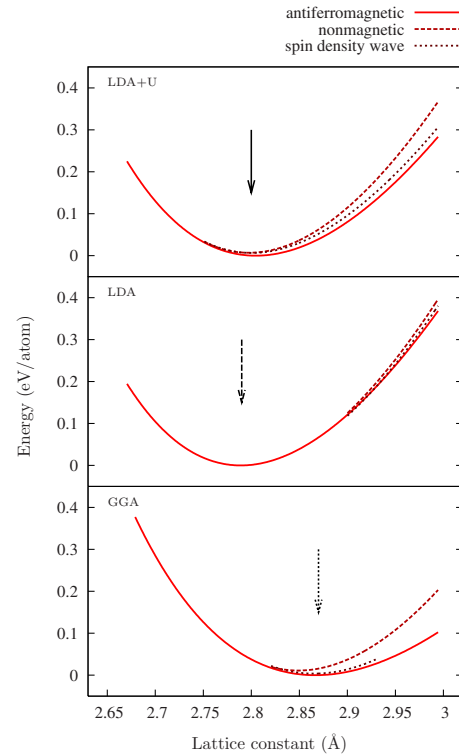 antiferromagnetic
nonmagnetic
spin density wave
LDA+U
0.4
0.3
0.2
0.1
0
LDA
0.4
0.3
0.2
0.1
0
Energy (eV/atom)
GGA
0.4
0.3
0.2
0.1
0
2.65 2.7 2.75 2.8 2.85 2.9 2.95 3
Lattice constant (Å)